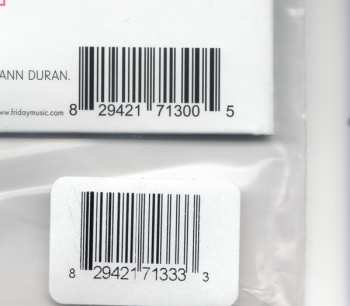 ANN DURAN.
www.fridaymusic.com
8 29421 71300 5
8 29421 71333 3